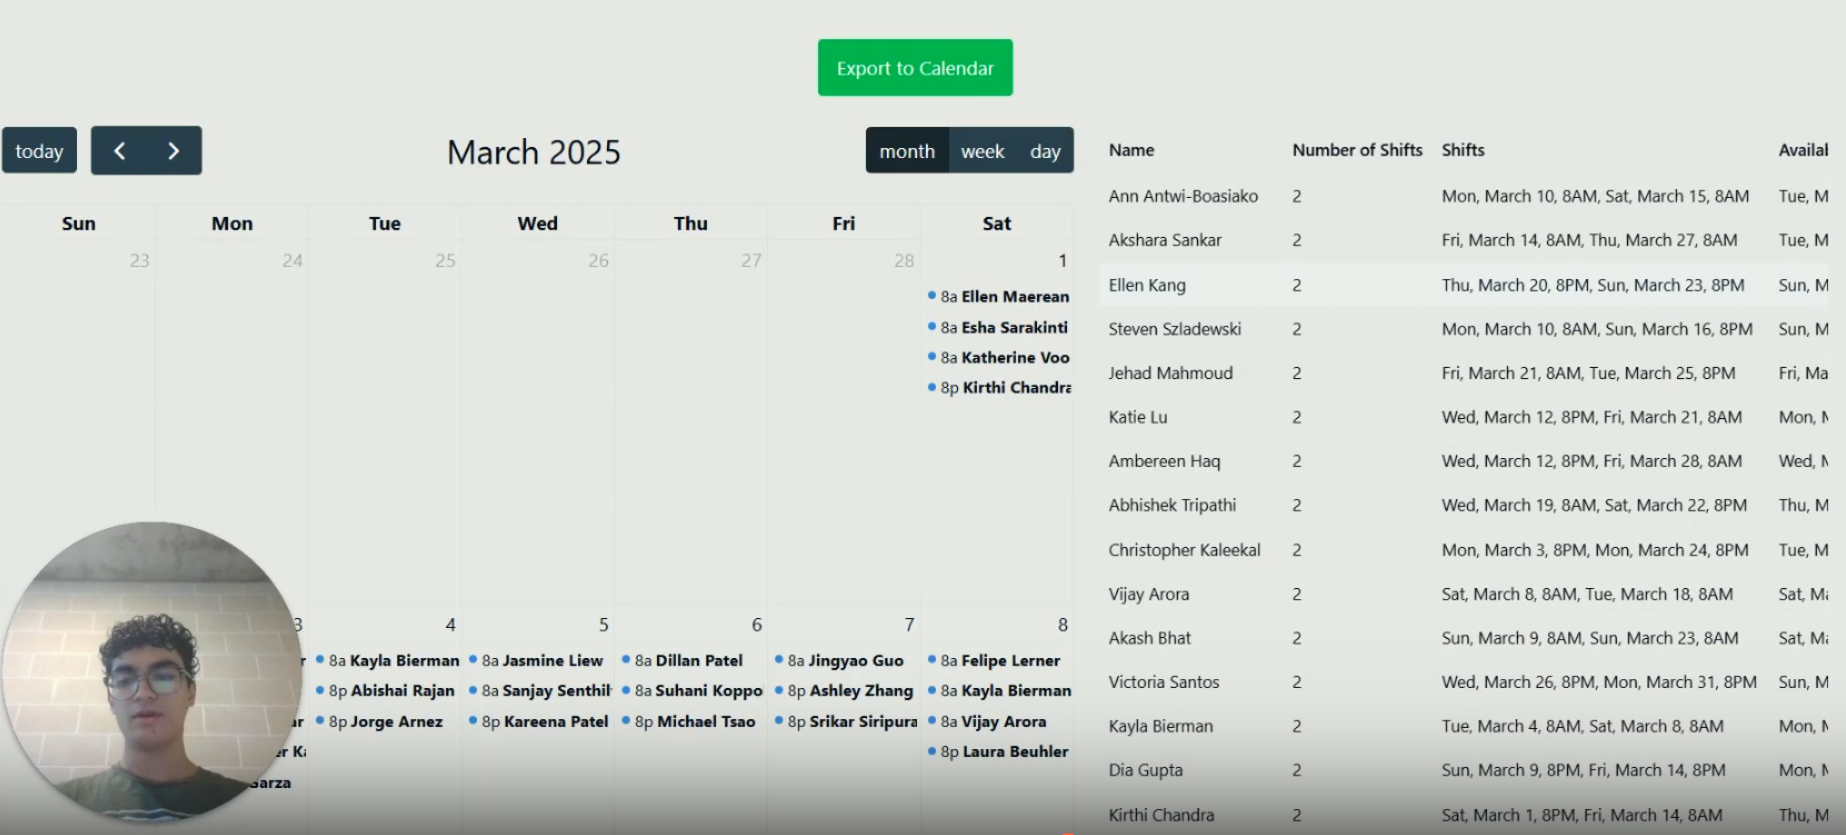 Export to Calendar
today
March 2025
month week day
Sun Mon Tue Wed Thu Fri Sat
23 24 25 26 27 28 1
8a Ellen Maerean
8a Esha Sarakinti
8a Katherine Voo
8p Kirthi Chandra
3 4 5 6 7 8
8a Kayla Bierman
8p Abishai Rajan
8p Jorge Arnez
8a Jasmine Liew
8a Sanjay Senthil
8p Kareena Patel
8a Dillan Patel
8a Suhani Koppo
8p Michael Tsao
8a Jingyao Guo
8p Ashley Zhang
8p Srikar Siripura
8a Felipe Lerner
8a Kayla Bierman
8a Vijay Arora
8p Laura Beuhler
Garza
Name Number of Shifts Shifts Availab
Ann Antwi-Boasiako 2 Mon, March 10, 8AM, Sat, March 15, 8AM Tue, M
Akshara Sankar 2 Fri, March 14, 8AM, Thu, March 27, 8AM Tue, M
Ellen Kang 2 Thu, March 20, 8PM, Sun, March 23, 8PM Sun, M
Steven Szladewski 2 Mon, March 10, 8AM, Sun, March 16, 8PM Sun, M
Jehad Mahmoud 2 Fri, March 21, 8AM, Tue, March 25, 8PM Fri, Ma
Katie Lu 2 Wed, March 12, 8PM, Fri, March 21, 8AM Mon, M
Ambereen Haq 2 Wed, March 12, 8PM, Fri, March 28, 8AM Wed, M
Abhishek Tripathi 2 Wed, March 19, 8AM, Sat, March 22, 8PM Thu, M
Christopher Kaleekal 2 Mon, March 3, 8PM, Mon, March 24, 8PM Tue, M
Vijay Arora 2 Sat, March 8, 8AM, Tue, March 18, 8AM Sat, Ma
Akash Bhat 2 Sun, March 9, 8AM, Sun, March 23, 8AM Sat, Ma
Victoria Santos 2 Wed, March 26, 8PM, Mon, March 31, 8PM Sun, M
Kayla Bierman 2 Tue, March 4, 8AM, Sat, March 8, 8AM Mon, M
Dia Gupta 2 Sun, March 9, 8PM, Fri, March 14, 8PM Mon, M
Kirthi Chandra 2 Sat, March 1, 8PM, Fri, March 14, 8AM Thu, M